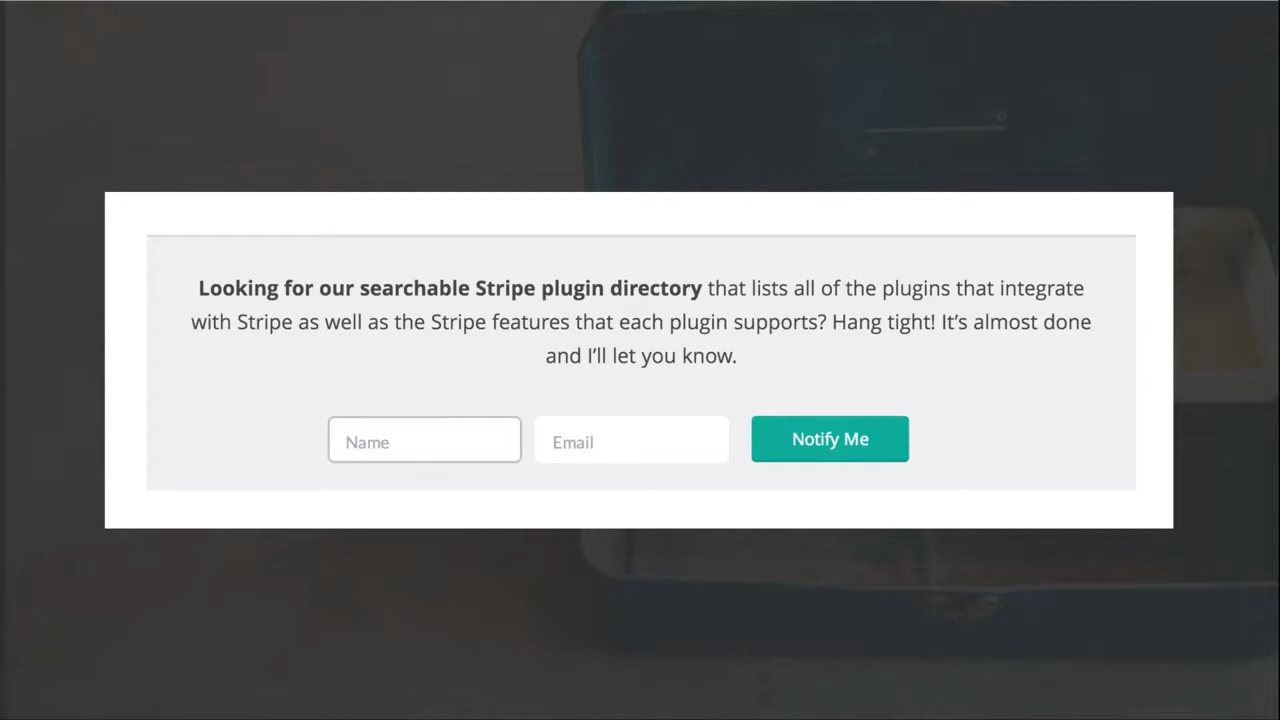 Looking for our searchable Stripe plugin directory that lists all of the plugins that integrate
with Stripe as well as the Stripe features that each plugin supports? Hang tight! It’s almost done
and I’ll let you know.
Name Email Notify Me